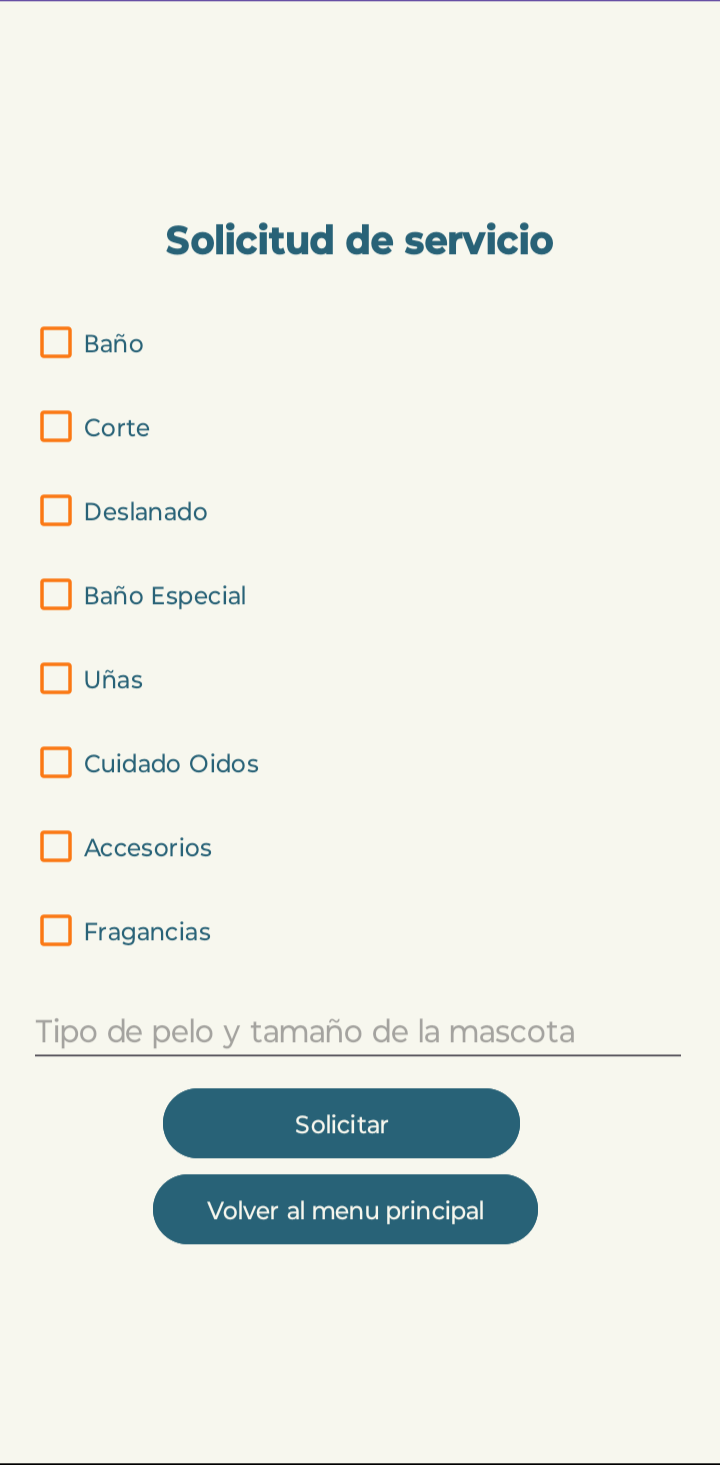 Solicitud de servicio
Baño
Corte
Deslanado
Baño Especial
Uñas
Cuidado Oidos
Accesorios
Fragancias
Tipo de pelo y tamaño de la mascota
Solicitar
Volver al menu principal